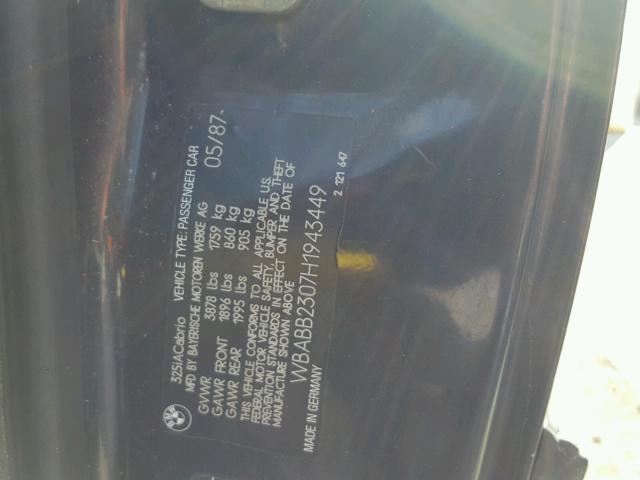 325iACabrio VEHICLE TYPE: PASSENGER CAR
MFD BY BAYERISCHE MOTOREN WERKE AG
GVWR 3878 lbs 1759 kg 05/87
GAWR FRONT 1896 lbs 860 kg
GAWR REAR 1995 lbs 905 kg
THIS VEHICLE CONFORMS TO ALL APPLICABLE U.S.
FEDERAL MOTOR VEHICLE SAFETY, BUMPER AND THEFT
PREVENTION STANDARDS IN EFFECT ON THE DATE OF
MANUFACTURE SHOWN ABOVE
WBABB2307H1943449
MADE IN GERMANY 2 121 647